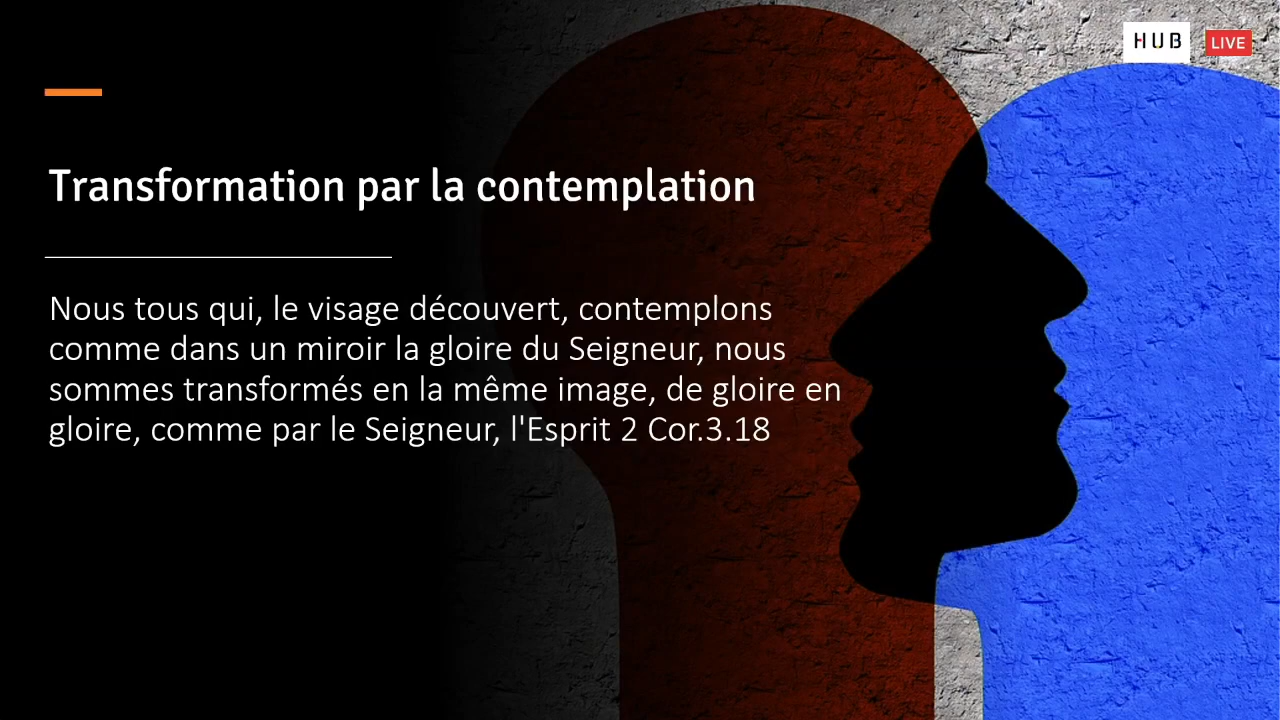 HUB LIVE
Transformation par la contemplation
Nous tous qui, le visage découvert, contemplons
comme dans un miroir la gloire du Seigneur, nous
sommes transformés en la même image, de gloire en
gloire, comme par le Seigneur, l'Esprit 2 Cor.3.18